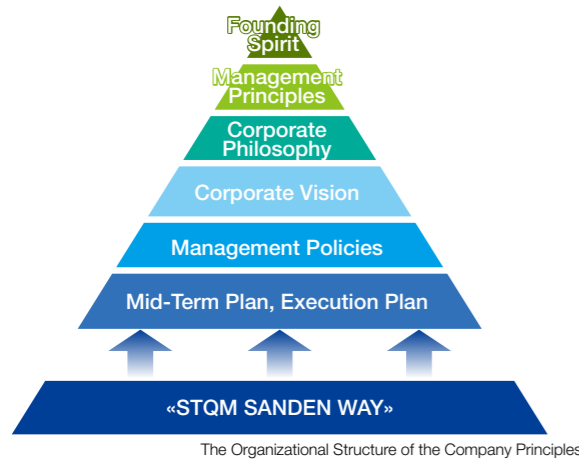 Founding
Spirit
Management
Principles
Corporate
Philosophy
Corporate Vision
Management Policies
Mid-Term Plan, Execution Plan
«STQM SANDEN WAY»
The Organizational Structure of the Company Principles